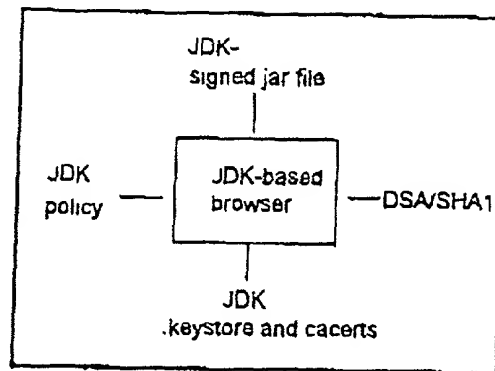 JDK-
signed jar file
JDK
policy
JDK-based
browser
DSA/SHA1
JDK
.keystore and cacerts